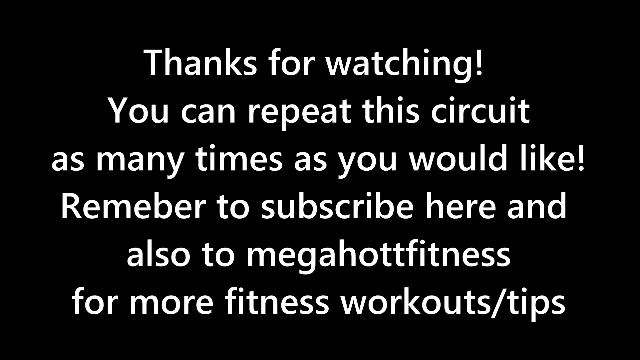 Thanks for watching!
You can repeat this circuit
as many times as you would like!
Remeber to subscribe here and
also to megahottfitness
for more fitness workouts/tips